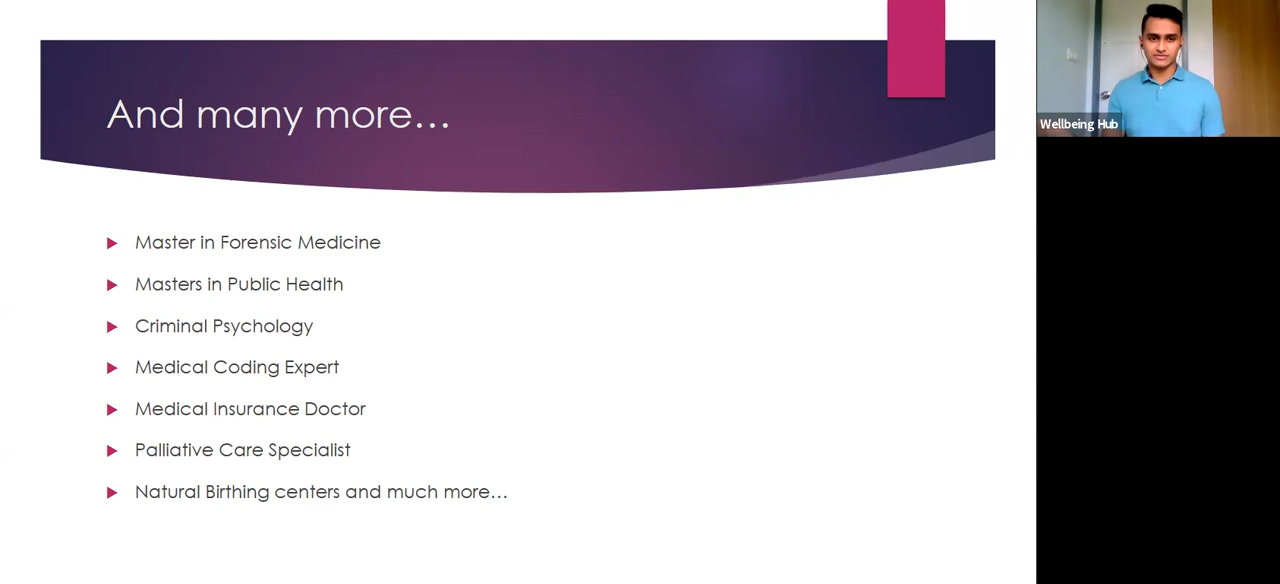 And many more…
Master in Forensic Medicine
Masters in Public Health
Criminal Psychology
Medical Coding Expert
Medical Insurance Doctor
Palliative Care Specialist
Natural Birthing centers and much more…
Wellbeing Hub